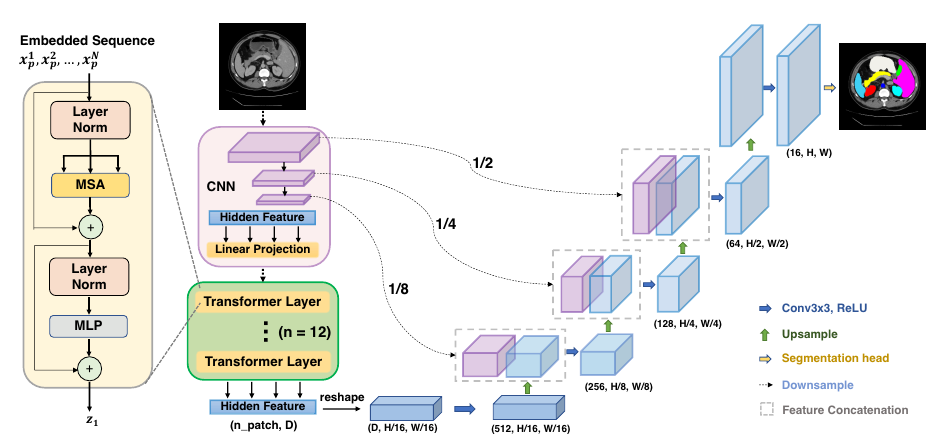 Embedded Sequence
x_p^1, x_p^2, ... , x_p^N
Layer
Norm
MSA
+
Layer
Norm
MLP
+
z_1
CNN
Hidden Feature
Linear Projection
Transformer Layer
(n = 12)
Transformer Layer
Hidden Feature
(n_patch, D)
reshape
(D, H/16, W/16)
(512, H/16, W/16)
1/2
1/4
1/8
(256, H/8, W/8)
(128, H/4, W/4)
(64, H/2, W/2)
(16, H, W)
Conv3x3, ReLU
Upsample
Segmentation head
Downsample
Feature Concatenation